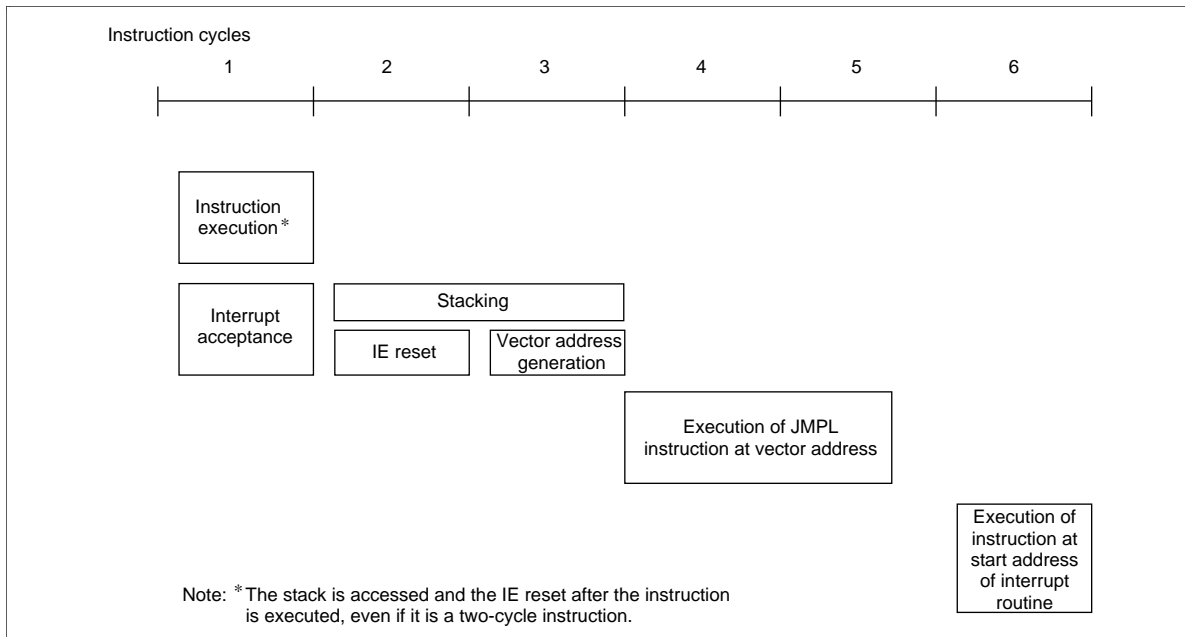 Instruction cycles
1 2 3 4 5 6
Instruction
execution*
Interrupt
acceptance
Stacking
IE reset
Vector address
generation
Execution of JMPL
instruction at vector address
Execution of
instruction at
start address
of interrupt
routine
Note: *The stack is accessed and the IE reset after the instruction
is executed, even if it is a two-cycle instruction.